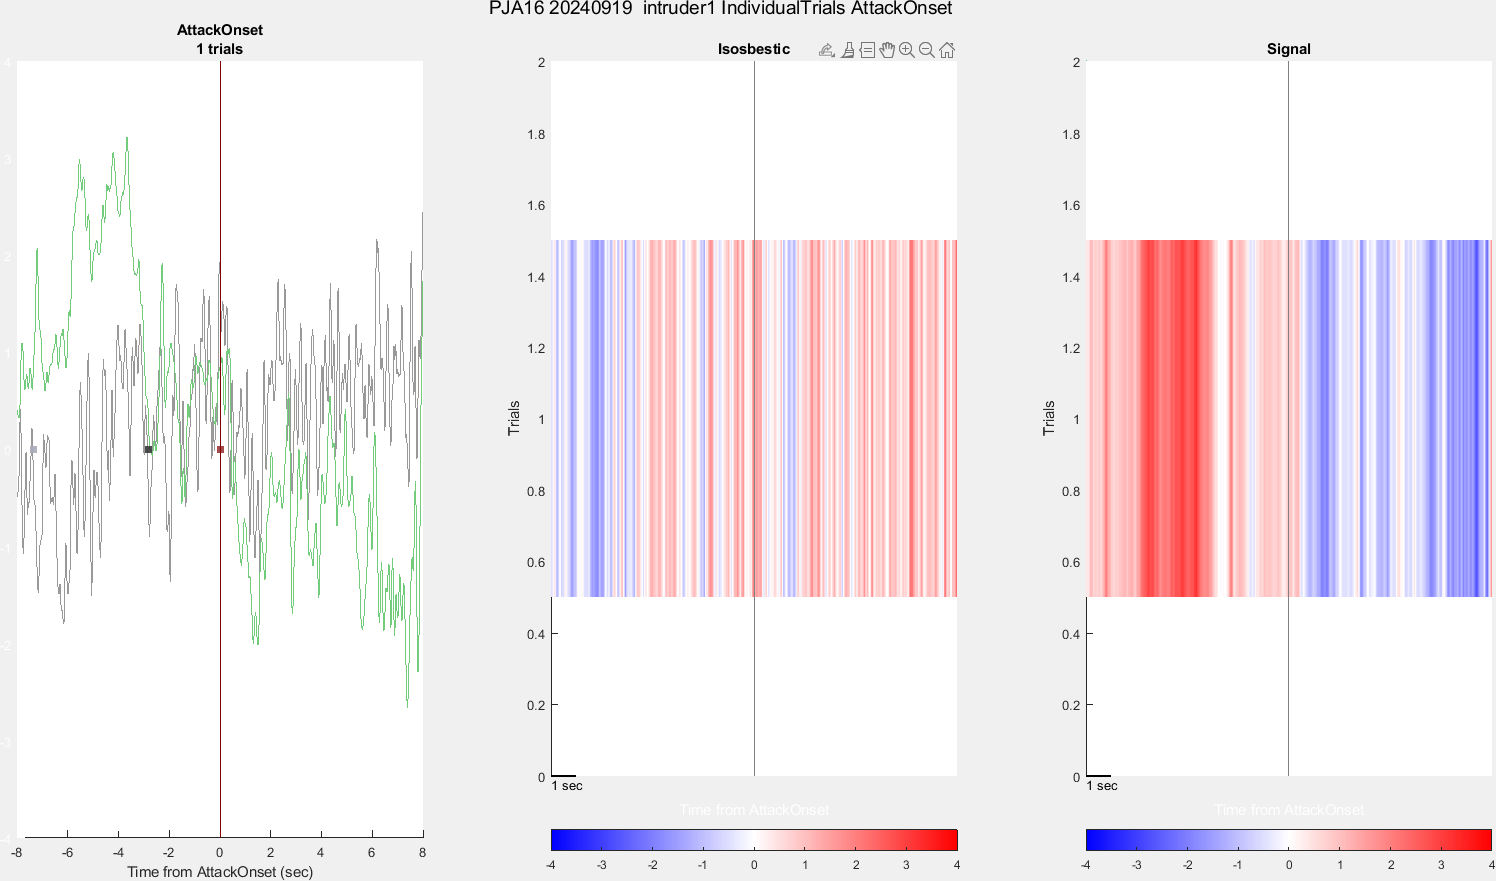 PJA16 20240919  intruder1 IndividualTrials AttackOnset
AttackOnset
1 trials
4
3
2
1
0
-1
-2
-3
-4
-8 -6 -4 -2 0 2 4 6 8
Time from AttackOnset (sec)
Isosbestic
Trials
2
1.8
1.6
1.4
1.2
1
0.8
0.6
0.4
0.2
0
1 sec
Time from AttackOnset
-4 -3 -2 -1 0 1 2 3 4
Signal
Trials
2
1.8
1.6
1.4
1.2
1
0.8
0.6
0.4
0.2
0
1 sec
Time from AttackOnset
-4 -3 -2 -1 0 1 2 3 4